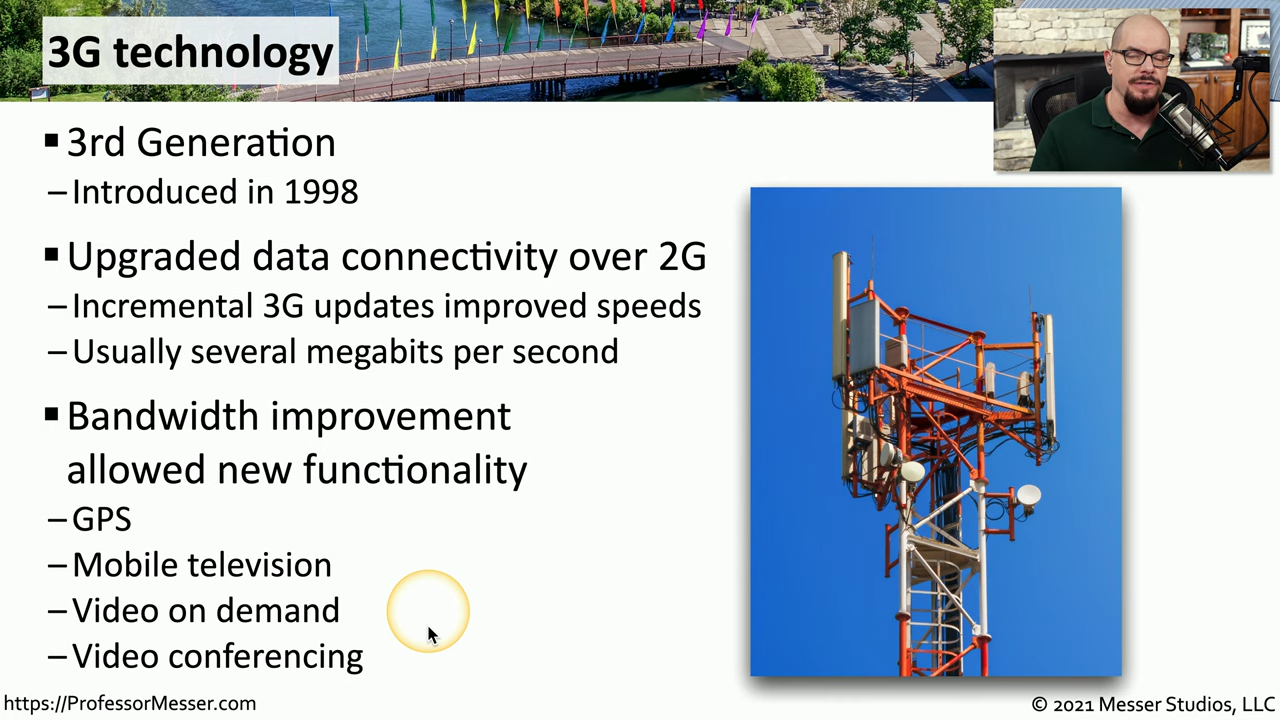 3G technology
▪ 3rd Generation
– Introduced in 1998
▪ Upgraded data connectivity over 2G
– Incremental 3G updates improved speeds
– Usually several megabits per second
▪ Bandwidth improvement
allowed new functionality
– GPS
– Mobile television
– Video on demand
– Video conferencing
https://ProfessorMesser.com
© 2021 Messer Studios, LLC